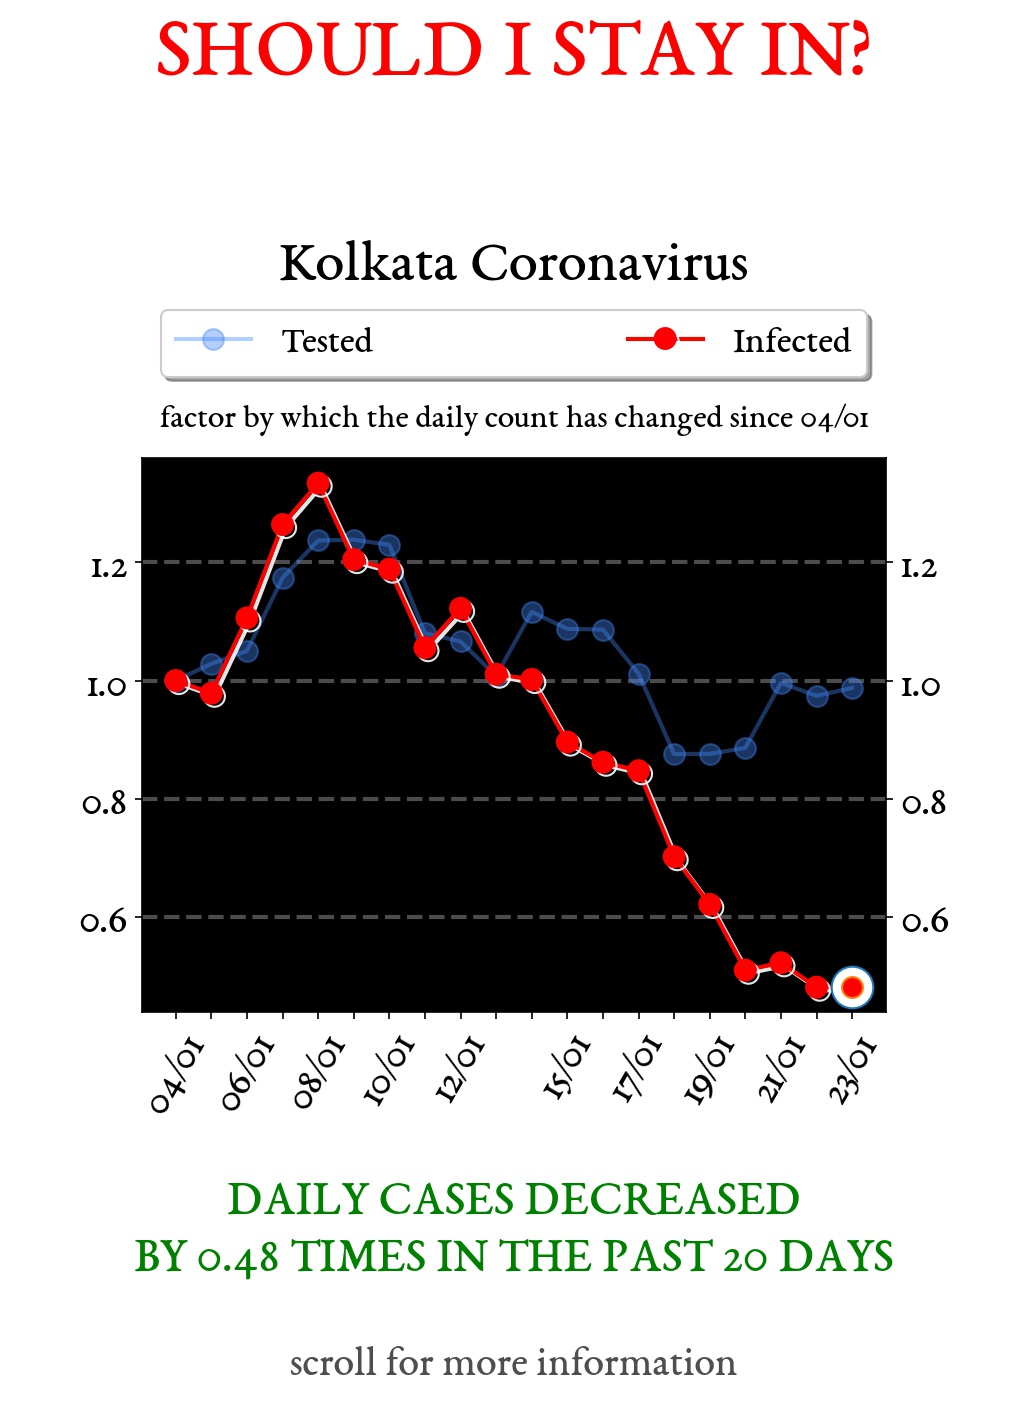 SHOULD I STAY IN?
Kolkata Coronavirus
Tested Infected
factor by which the daily count has changed since 04/01
1.2 1.2
1.0 1.0
0.8 0.8
0.6 0.6
04/01 06/01 08/01 10/01 12/01 15/01 17/01 19/01 21/01 23/01
DAILY CASES DECREASED
BY 0.48 TIMES IN THE PAST 20 DAYS
scroll for more information